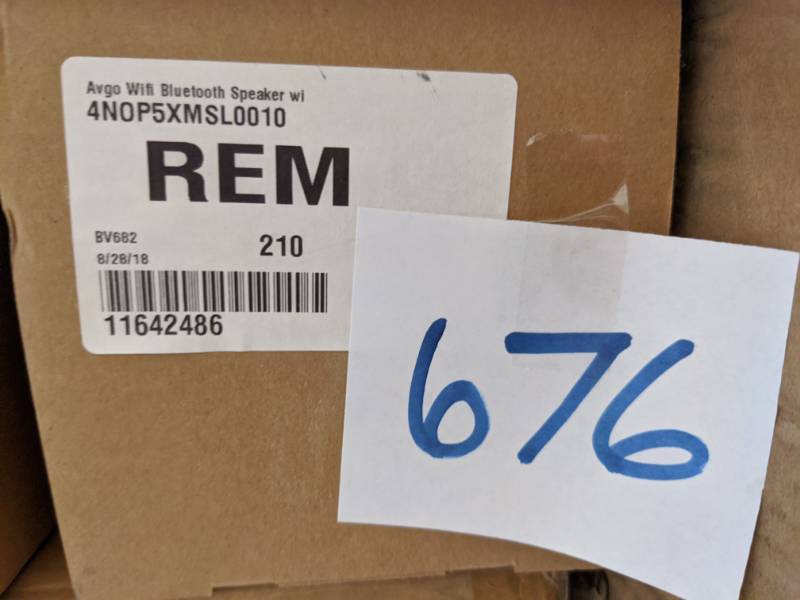 Avgo Wifi Bluetooth Speaker wi
4NOP5XMSL0010
REM
BV682
210
8/28/18
11642486
676